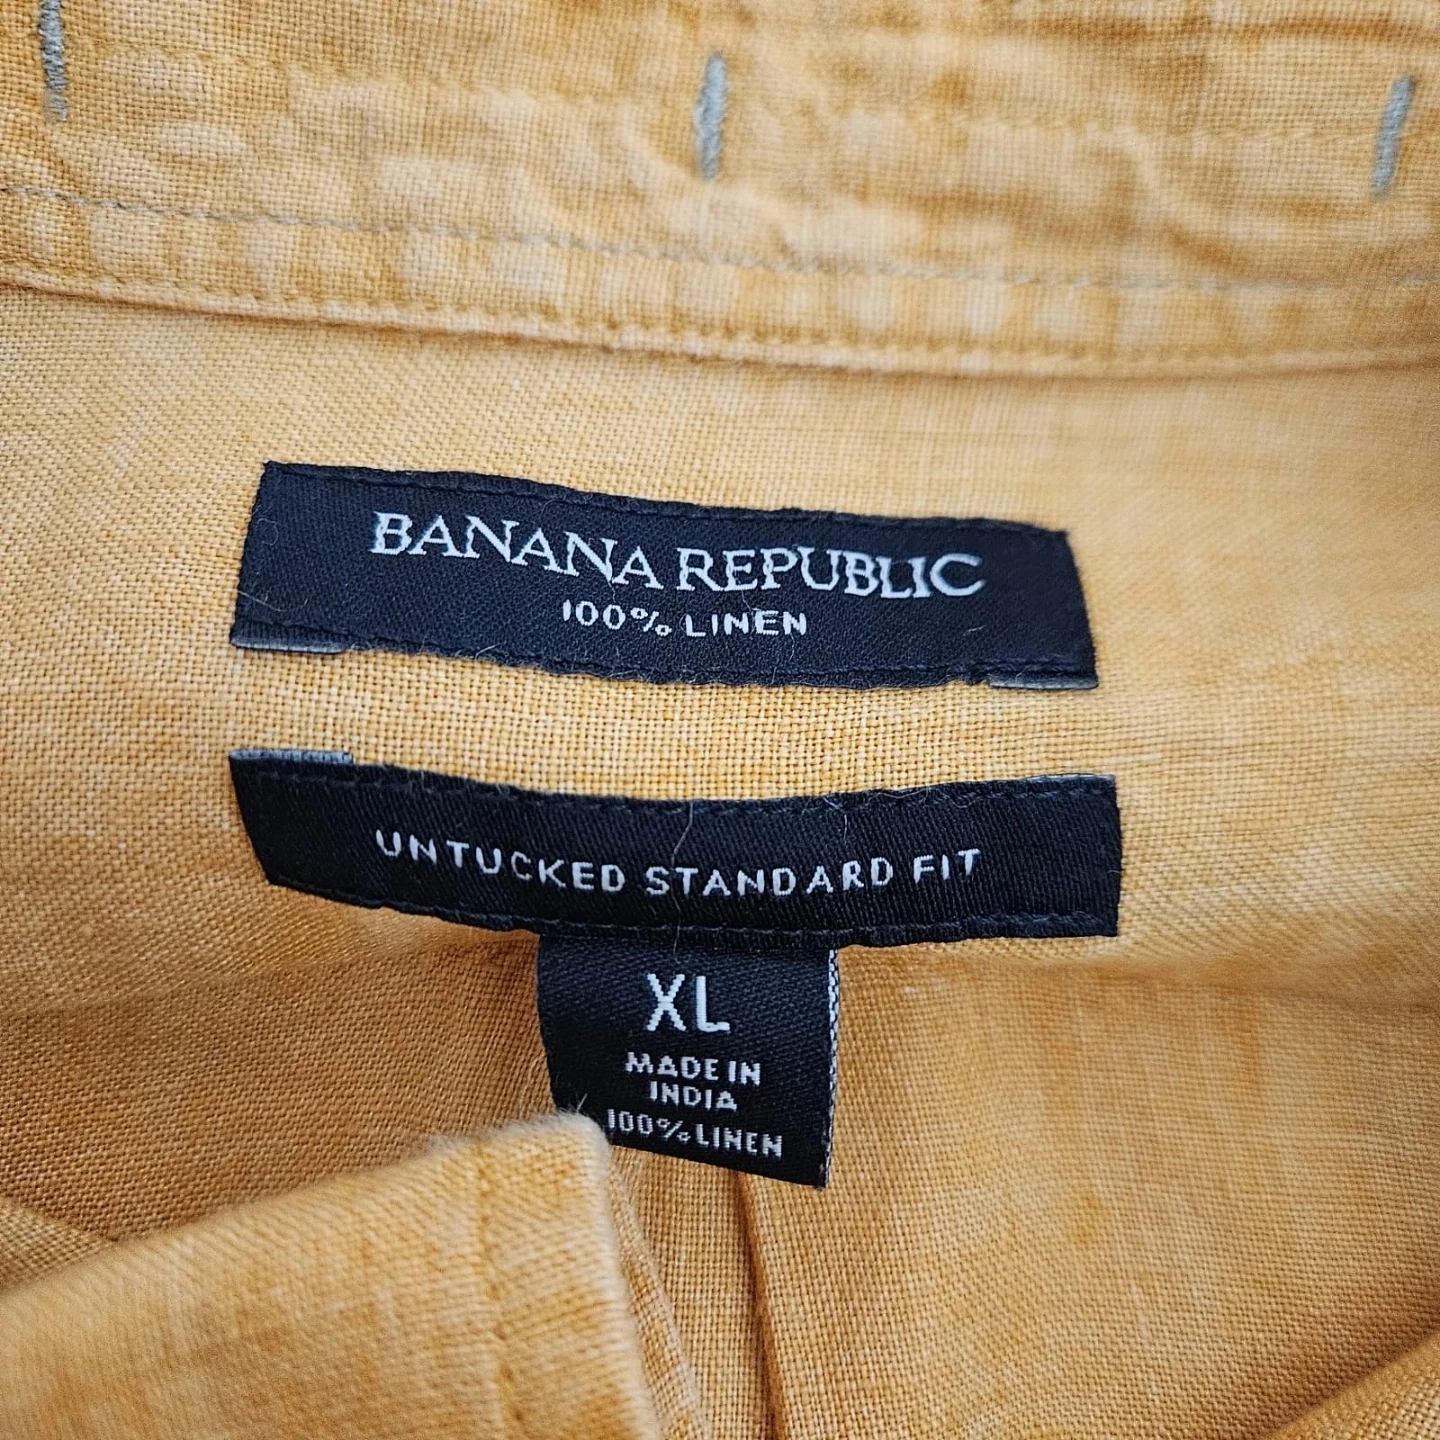 BANANA REPUBLIC
100% LINEN
UNTUCKED STANDARD FIT
XL
MADE IN
INDIA
100% LINEN